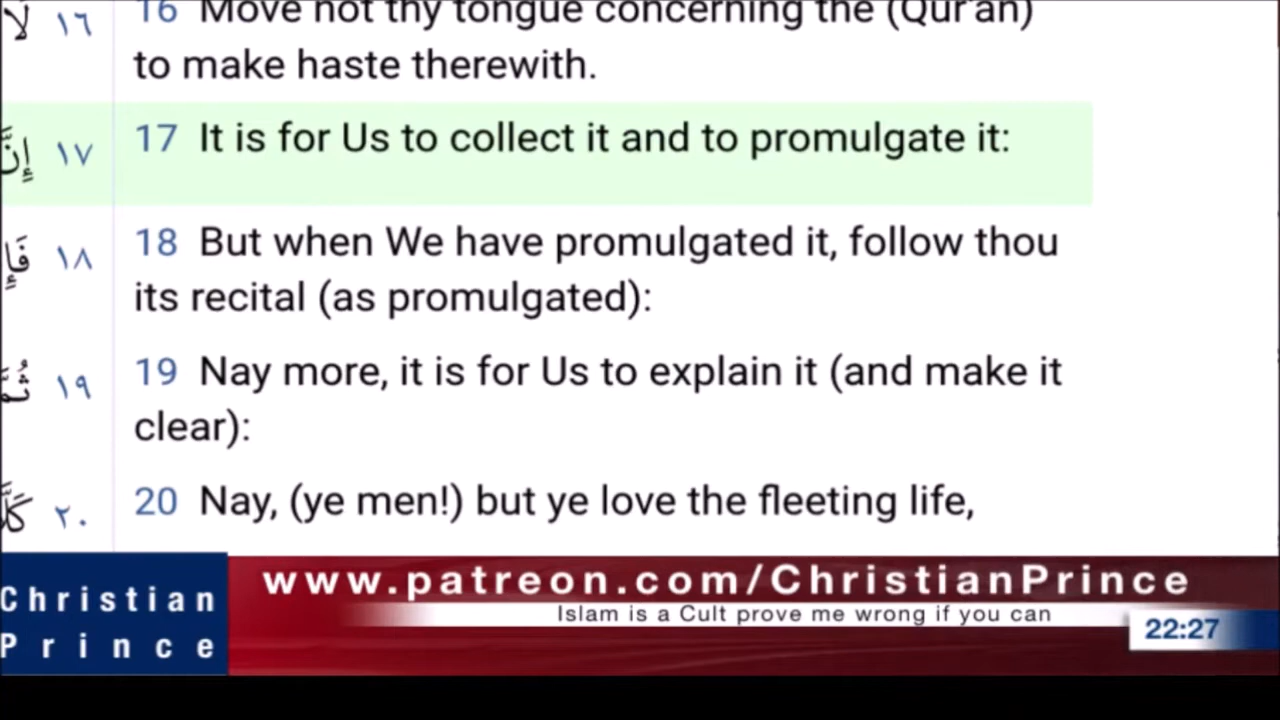 لَا ١٦ 16 Move not thy tongue concerning the (Qur'an)
to make haste therewith.
إِنَّ ١٧ 17 It is for Us to collect it and to promulgate it:
١٨ 18 But when We have promulgated it, follow thou
its recital (as promulgated):
١٩ 19 Nay more, it is for Us to explain it (and make it
clear):
٢٠ 20 Nay, (ye men!) but ye love the fleeting life,
www.patreon.com/ChristianPrince
Christian
Prince
Islam is a Cult prove me wrong if you can
22:27